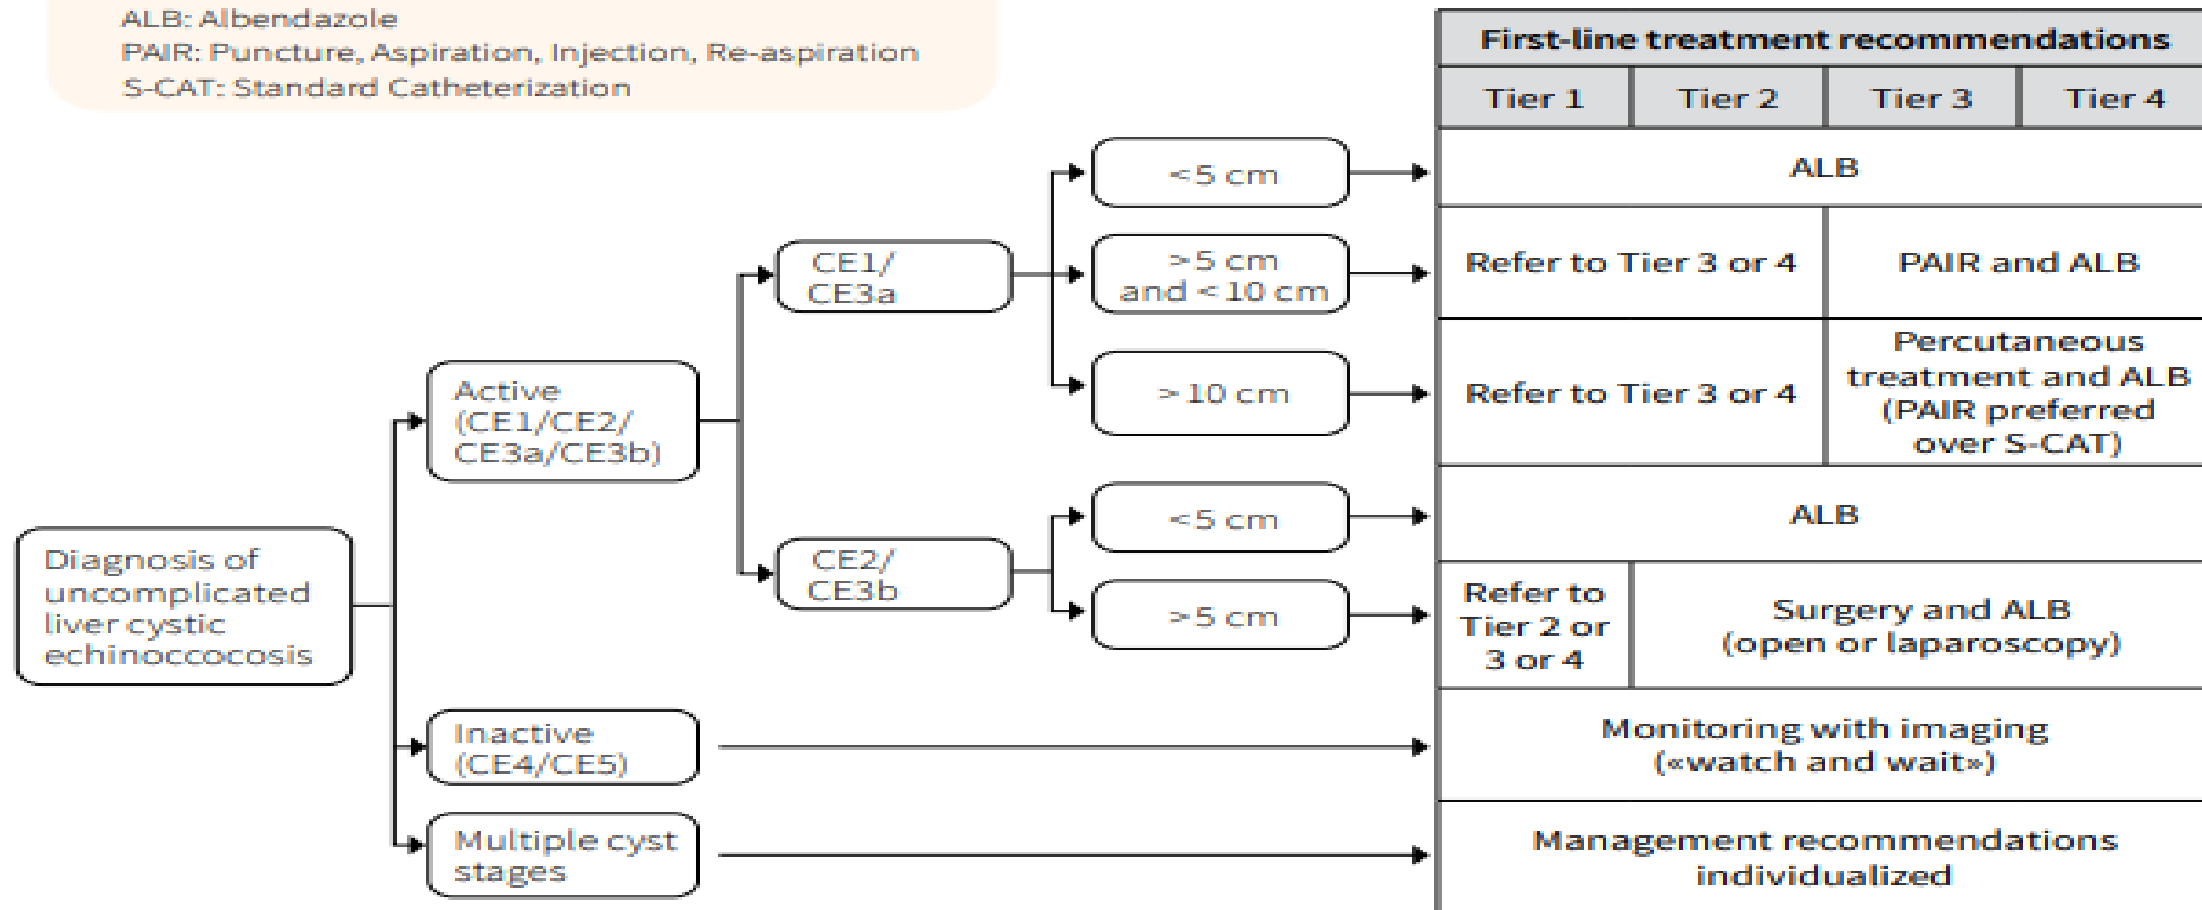 ALB: Albendazole
PAIR: Puncture, Aspiration, Injection, Re-aspiration
S-CAT: Standard Catheterization
First-line treatment recommendations
Tier 1
Tier 2
Tier 3
Tier 4
Diagnosis of
uncomplicated
liver cystic
echinoccocosis
Active
(CE1/CE2/
CE3a/CE3b)
CE1/
CE3a
<5 cm
ALB
>5 cm
and <10 cm
Refer to Tier 3 or 4
PAIR and ALB
>10 cm
Refer to Tier 3 or 4
Percutaneous
treatment and ALB
(PAIR preferred
over S-CAT)
CE2/
CE3b
<5 cm
ALB
>5 cm
Refer to
Tier 2 or
3 or 4
Surgery and ALB
(open or laparoscopy)
Inactive
(CE4/CE5)
Monitoring with imaging
(«watch and wait»)
Multiple cyst
stages
Management recommendations
individualized